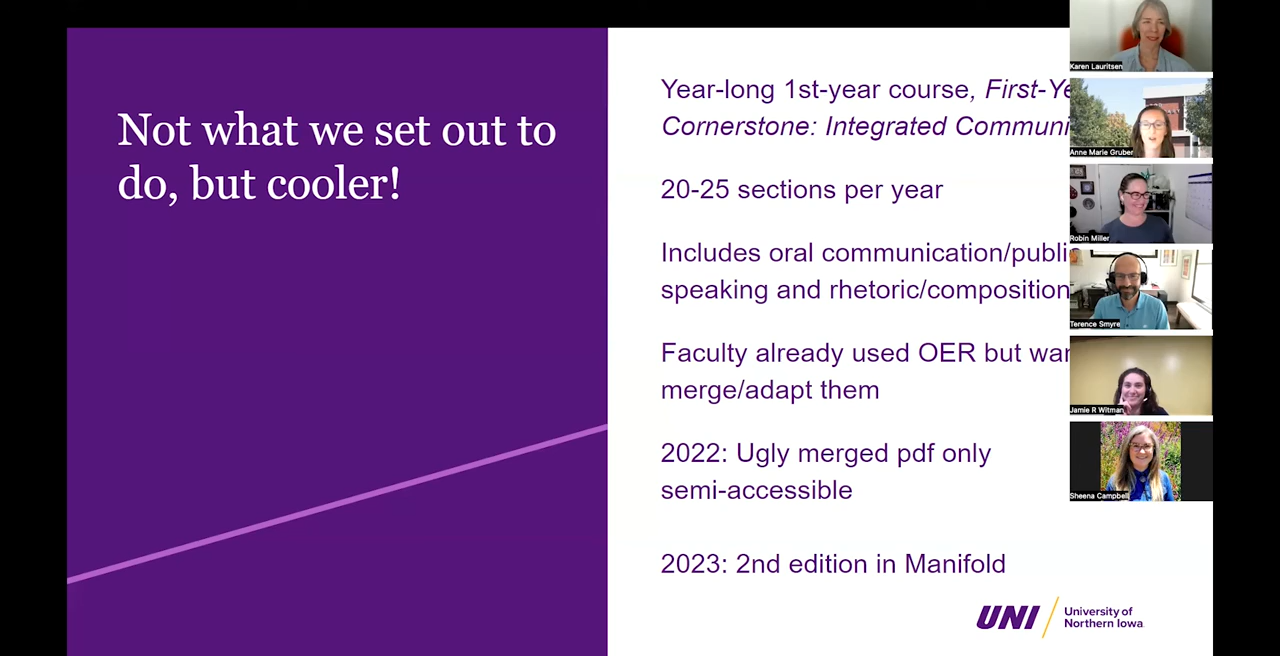 Not what we set out to
do, but cooler!
Year-long 1st-year course, First-Ye
Cornerstone: Integrated Communi
20-25 sections per year
Includes oral communication/publi
speaking and rhetoric/composition
Faculty already used OER but wan
merge/adapt them
2022: Ugly merged pdf only
semi-accessible
2023: 2nd edition in Manifold
UNI
University of
Northern Iowa
Karen Lauritsen
Anne Marie Gruber
Robin Miller
Terence Smyre
Jamie R Witman
Sheena Campbell